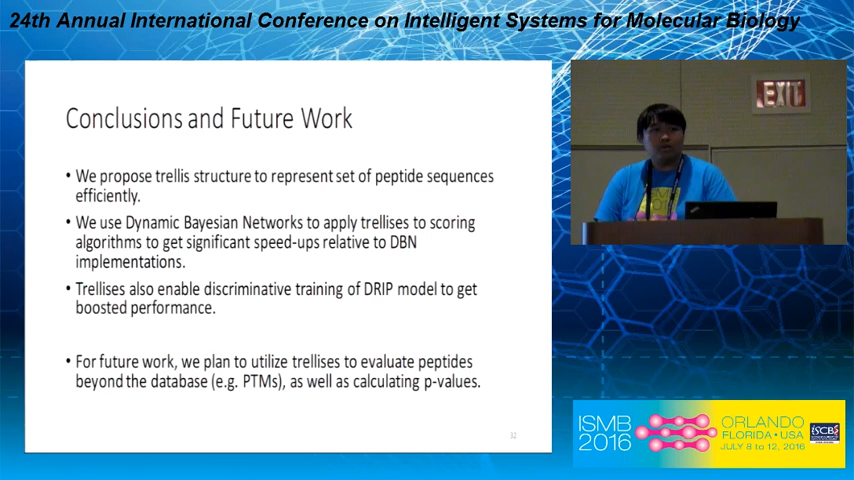 24th Annual International Conference on Intelligent Systems for Molecular Biology
Conclusions and Future Work
• We propose trellis structure to represent set of peptide sequences
efficiently.
• We use Dynamic Bayesian Networks to apply trellises to scoring
algorithms to get significant speed-ups relative to DBN
implementations.
• Trellises also enable discriminative training of DRIP model to get
boosted performance.
• For future work, we plan to utilize trellises to evaluate peptides
beyond the database (e.g. PTMs), as well as calculating p-values.
32
EXIT
ISMB
2016
ORLANDO
FLORIDA • USA
JULY 8 to 12, 2016
ISCB